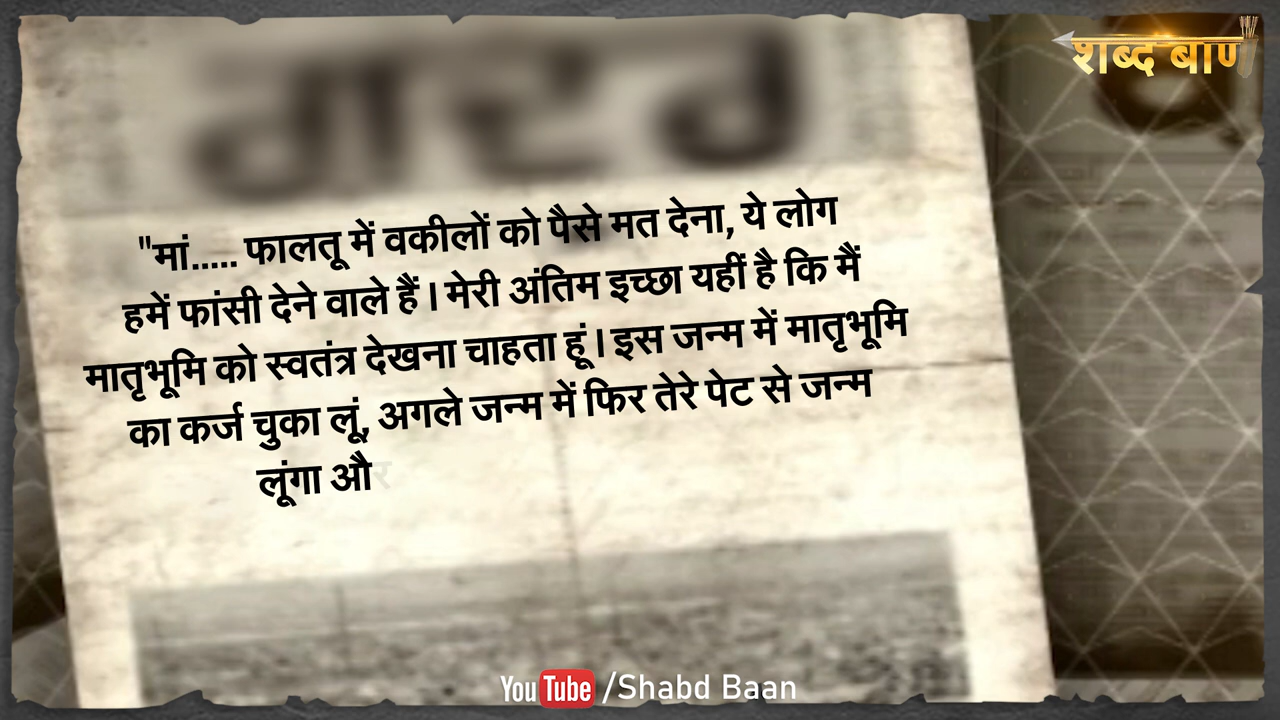 शब्द बाण
"मां..... फालतू में वकीलों को पैसे मत देना, ये लोग
हमें फांसी देने वाले हैं । मेरी अंतिम इच्छा यहीं है कि मैं
मातृभूमि को स्वतंत्र देखना चाहता हूं । इस जन्म में मातृभूमि
का कर्ज चुका लूं, अगले जन्म में फिर तेरे पेट से जन्म
लूंगा और
YouTube /Shabd Baan